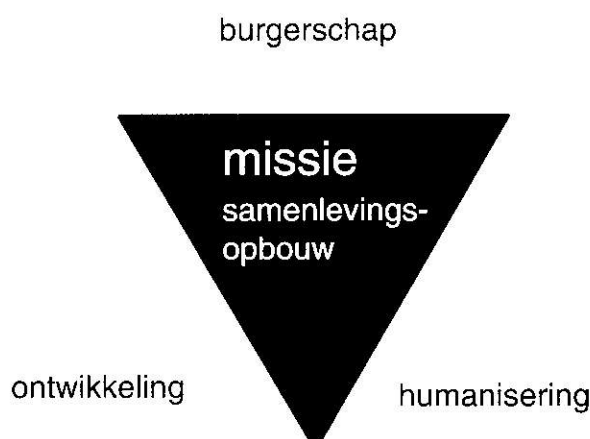 burgerschap
missie
samenlevings-
opbouw
ontwikkeling
humanisering